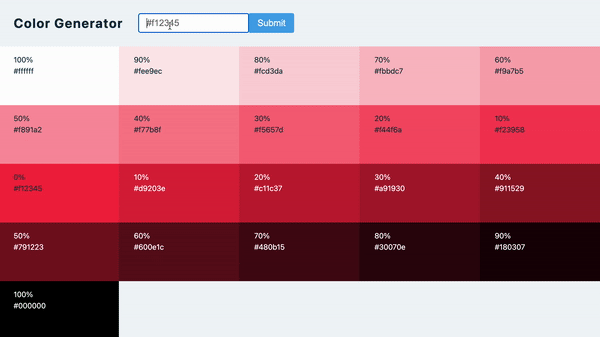 Color Generator
#f12345
Submit
100%
#ffffff
90%
#fee9ec
80%
#fcd3da
70%
#fbbdc7
60%
#f9a7b5
50%
#f891a2
40%
#f77b8f
30%
#f5657d
20%
#f44f6a
10%
#f23958
0%
#f12345
10%
#d9203e
20%
#c11c37
30%
#a91930
40%
#911529
50%
#791223
60%
#600e1c
70%
#480b15
80%
#30070e
90%
#180307
100%
#000000